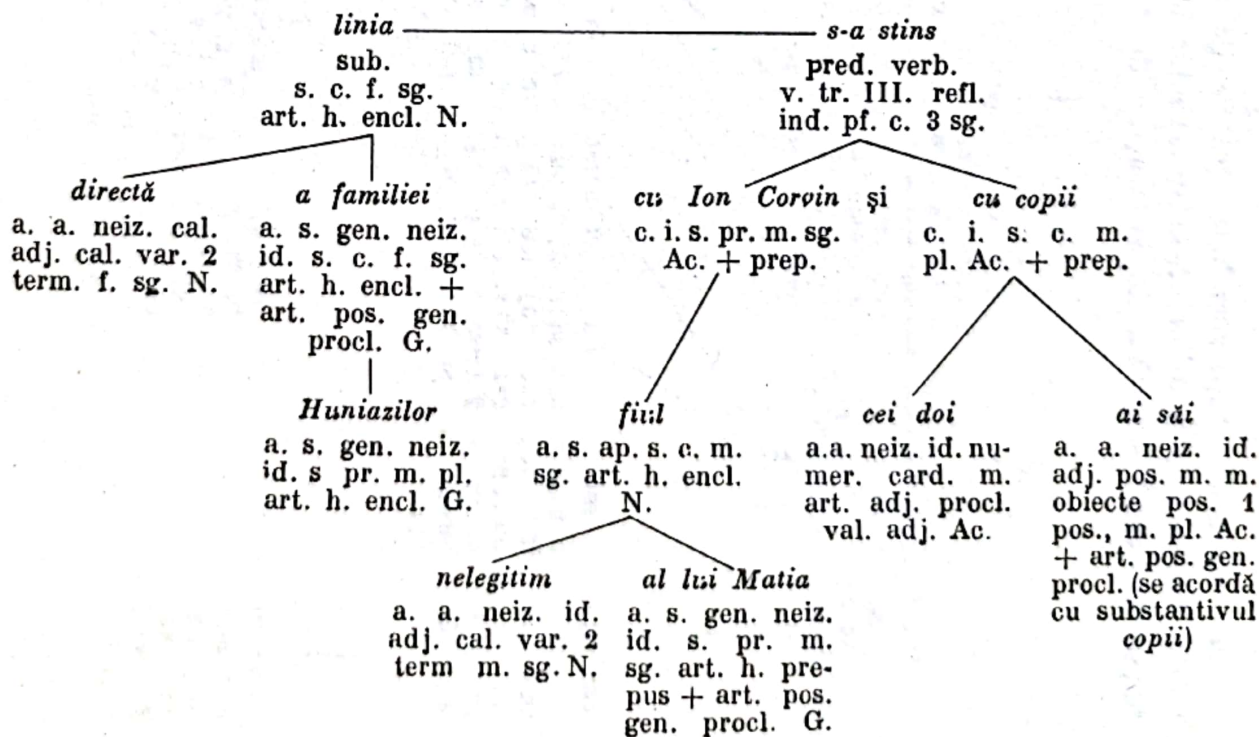 linia s-a stins
sub.
s. c. f. sg.
art. h. encl. N.
pred. verb.
v. tr. III. refl.
ind. pf. c. 3 sg.
directă
a. a. neiz. cal.
adj. cal. var. 2
term. f. sg. N.
a familiei
a. s. gen. neiz.
id. s. c. f. sg.
art. h. encl. +
art. pos. gen.
procl. G.
cu Ion Corvin și
c. i. s. pr. m. sg.
Ac. + prep.
cu copii
c. i. s. c. m.
pl. Ac. + prep.
Huniazilor
a. s. gen. neiz.
id. s pr. m. pl.
art. h. encl. G.
fiul
a. s. ap. s. c. m.
sg. art. h. encl.
N.
cei doi
a.a. neiz. id. nu-
mer. card. m.
art. adj. procl.
val. adj. Ac.
ai săi
a. a. neiz. id.
adj. pos. m. m.
obiecte pos. 1
pos., m. pl. Ac.
+ art. pos. gen.
procl. (se acordă
cu substantivul
copii)
nelegitim
a. a. neiz. id.
adj. cal. var. 2
term m. sg. N.
al lui Matia
a. s. gen. neiz.
id. s. pr. m.
sg. art. h. pre-
pus + art. pos.
gen. procl. G.